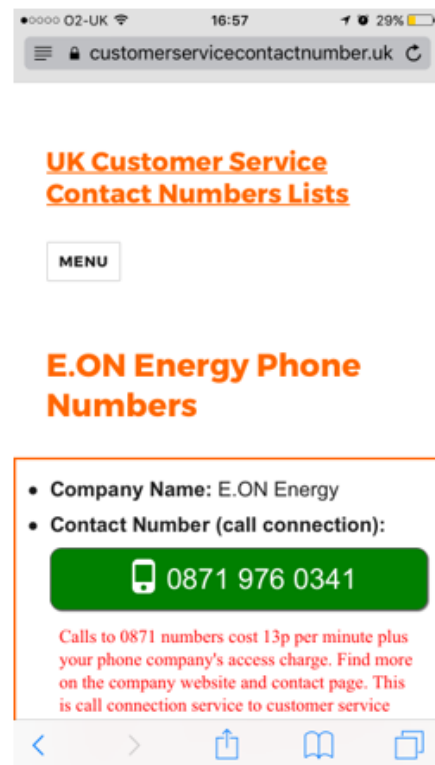 ●○○○○ O2-UK 16:57 29%
customerservicecontactnumber.uk
UK Customer Service
Contact Numbers Lists
MENU
E.ON Energy Phone
Numbers
• Company Name: E.ON Energy
• Contact Number (call connection):
0871 976 0341
Calls to 0871 numbers cost 13p per minute plus
your phone company's access charge. Find more
on the company website and contact page. This
is call connection service to customer service